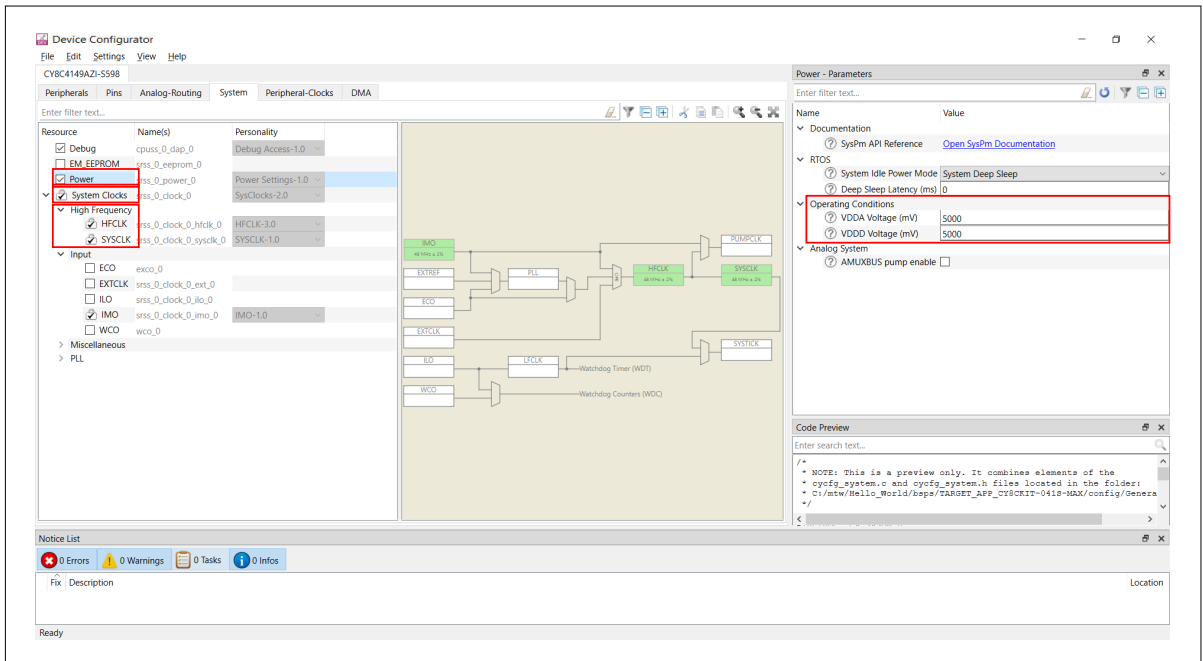 Device Configurator
File Edit Settings View Help
CY8C4149AZI-S598
Peripherals Pins Analog-Routing System Peripheral-Clocks DMA
Enter filter text...
Resource Name(s) Personality
Debug cpuss_0_dap_0 Debug Access-1.0
EM_EEPROM srss_0_eeprom_0
Power srss_0_power_0 Power Settings-1.0
System Clocks srss_0_clock_0 SysClocks-2.0
High Frequency
HFCLK srss_0_clock_0_hfclk_0 HFCLK-3.0
SYSCLK srss_0_clock_0_sysclk_0 SYSCLK-1.0
Input
ECO exco_0
EXTCLK srss_0_clock_0_ext_0
ILO srss_0_clock_0_ilo_0
IMO srss_0_clock_0_imo_0 IMO-1.0
WCO wco_0
Miscellaneous
PLL
IMO
48 MHz ± 2%
PUMPCLK
EXTREF
PLL
HFCLK
48 MHz ± 2%
SYSCLK
48 MHz ± 2%
ECO
EXTCLK
SYSTICK
ILO
LFCLK
Watchdog Timer (WDT)
WCO
Watchdog Counters (WDC)
Power - Parameters
Enter filter text...
Name Value
Documentation
SysPm API Reference Open SysPm Documentation
RTOS
System Idle Power Mode System Deep Sleep
Deep Sleep Latency (ms) 0
Operating Conditions
VDDA Voltage (mV) 5000
VDDD Voltage (mV) 5000
Analog System
AMUXBUS pump enable
Code Preview
Enter search text...
/*
* NOTE: This is a preview only. It combines elements of the
* cycfg_system.c and cycfg_system.h files located in the folder:
* C:/mtw/Hello_World/bsps/TARGET_APP_CY8CKIT-041S-MAX/config/Genera
*/
Notice List
0 Errors 0 Warnings 0 Tasks 0 Infos
Fix Description Location
Ready